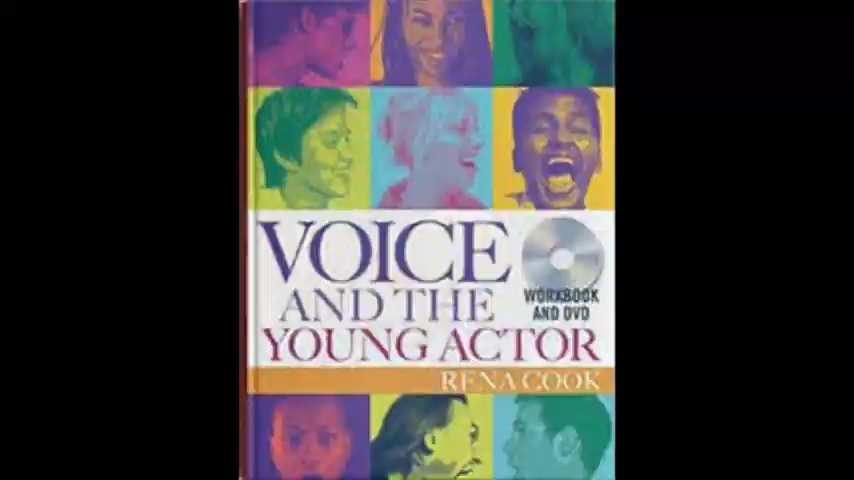 VOICE
AND THE
YOUNG ACTOR
WORKBOOK
AND DVD
RENA COOK